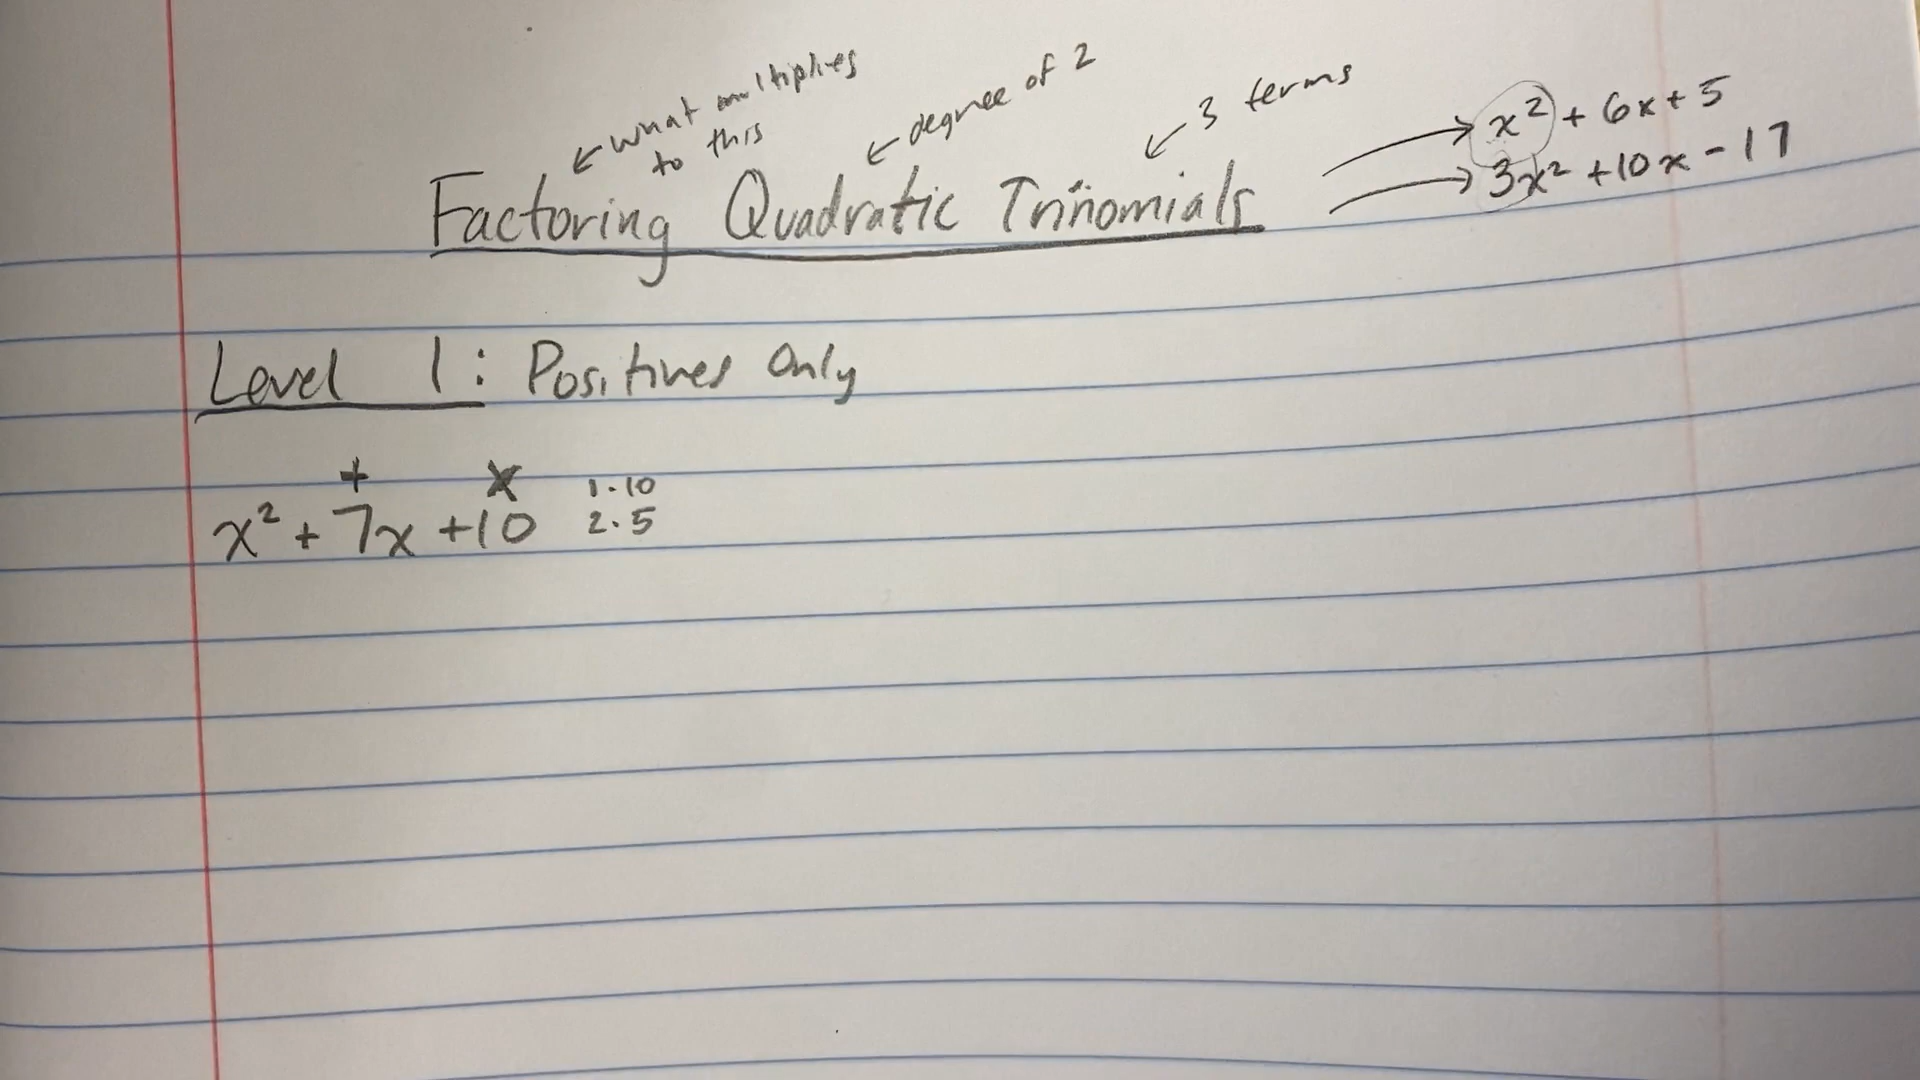 what multiplies
to this
degree of 2
3 terms
x² + 6x + 5
3x² + 10x - 17
Factoring Quadratic Trinomials
Level 1: Positives Only
+ x
x² + 7x + 10
1·10
2·5